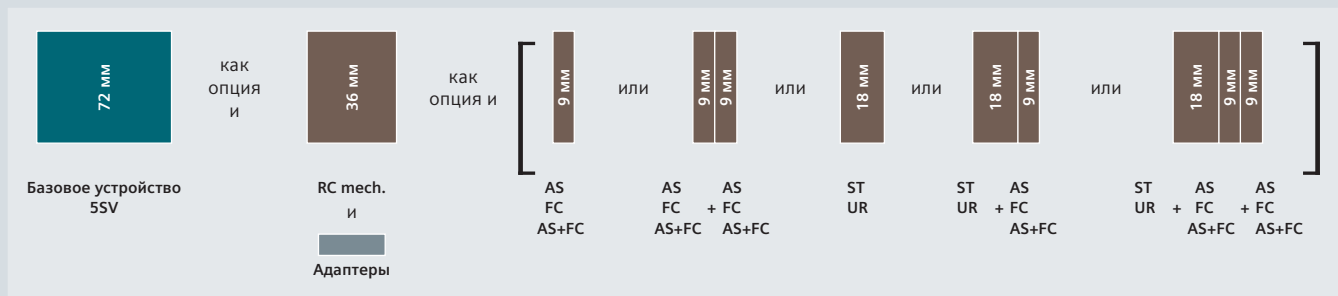 72 мм
как
опция
и
36 мм
как
опция и
9 мм
или
9 мм
9 мм
или
18 мм
или
18 мм
9 мм
или
18 мм
9 мм
9 мм
Базовое устройство
5SV
RC mech.
и
Адаптеры
AS
FC
AS+FC
AS AS
FC + FC
AS+FC AS+FC
ST
UR
ST AS
UR + FC
AS+FC
ST AS AS
UR + FC + FC
AS+FC AS+FC